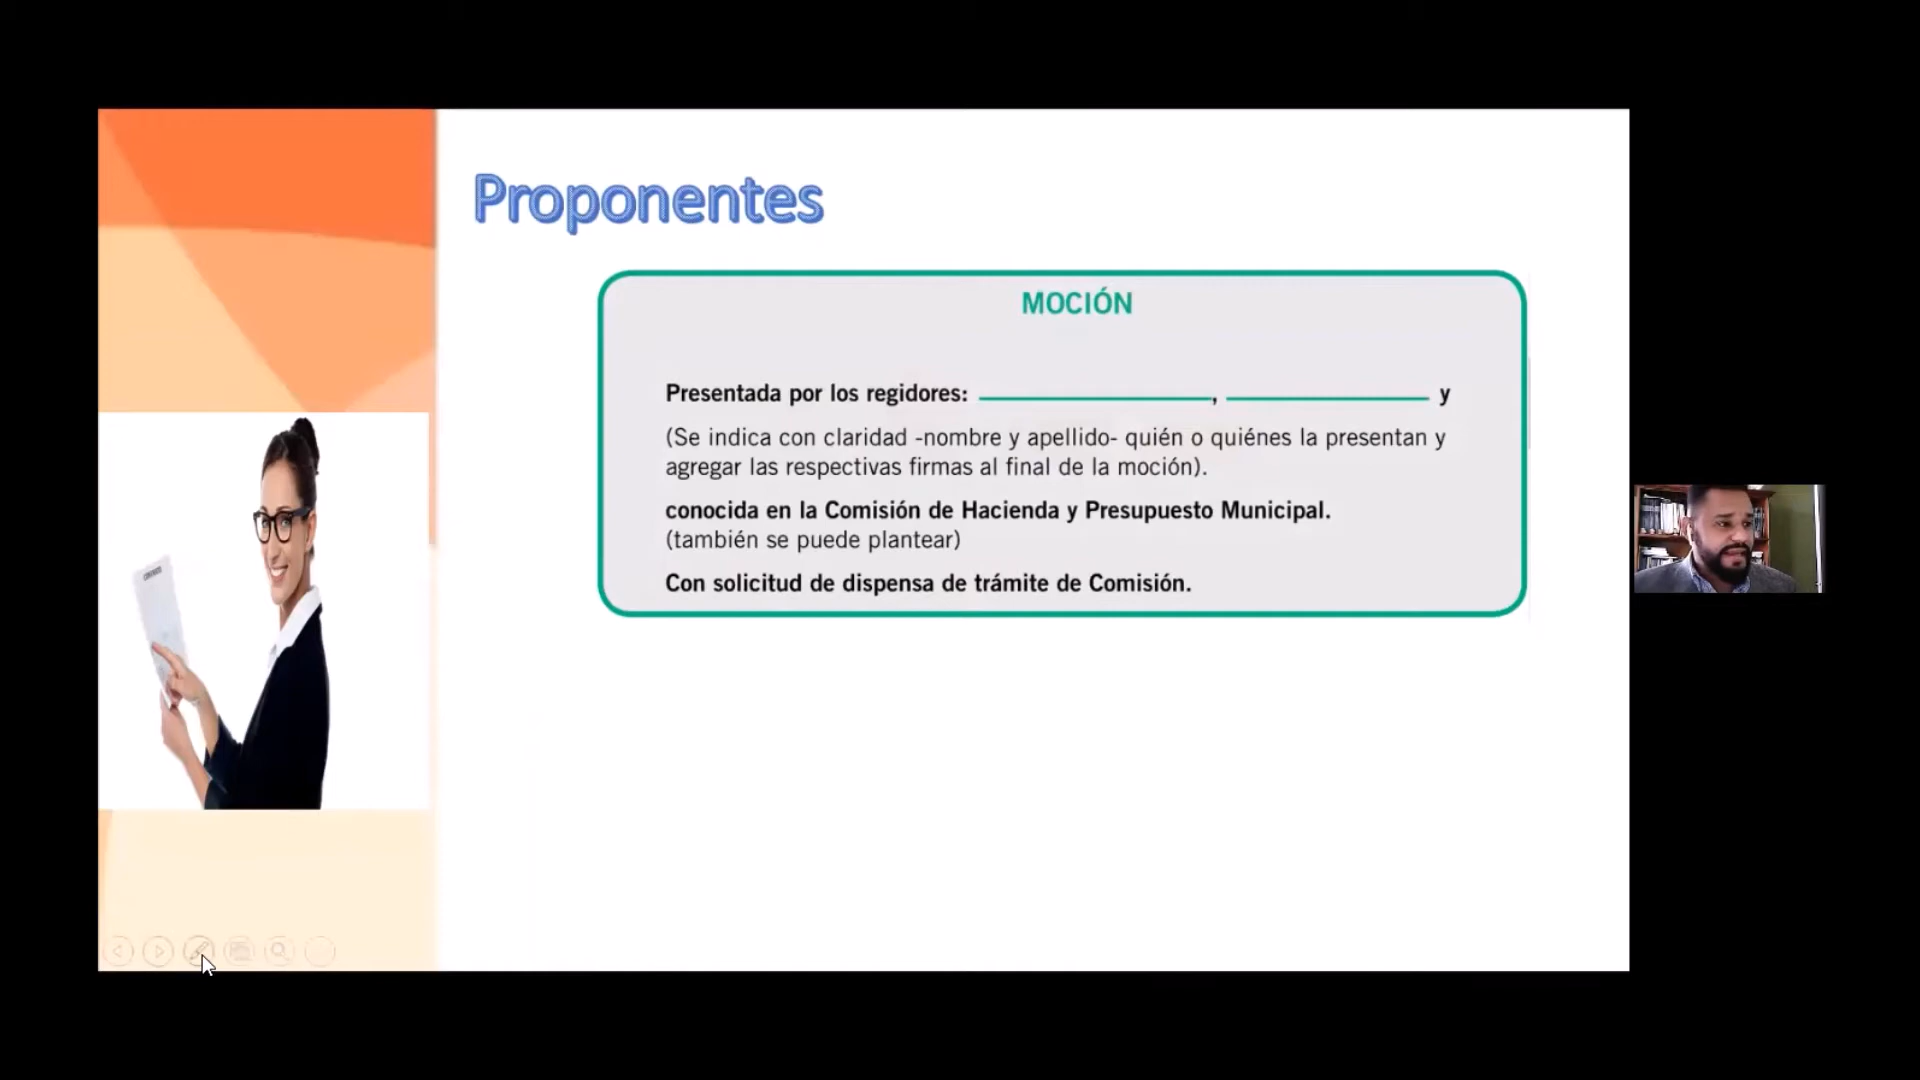 Proponentes
MOCIÓN
Presentada por los regidores: ____________, ____________ y
(Se indica con claridad -nombre y apellido- quién o quiénes la presentan y
agregar las respectivas firmas al final de la moción).
conocida en la Comisión de Hacienda y Presupuesto Municipal.
(también se puede plantear)
Con solicitud de dispensa de trámite de Comisión.